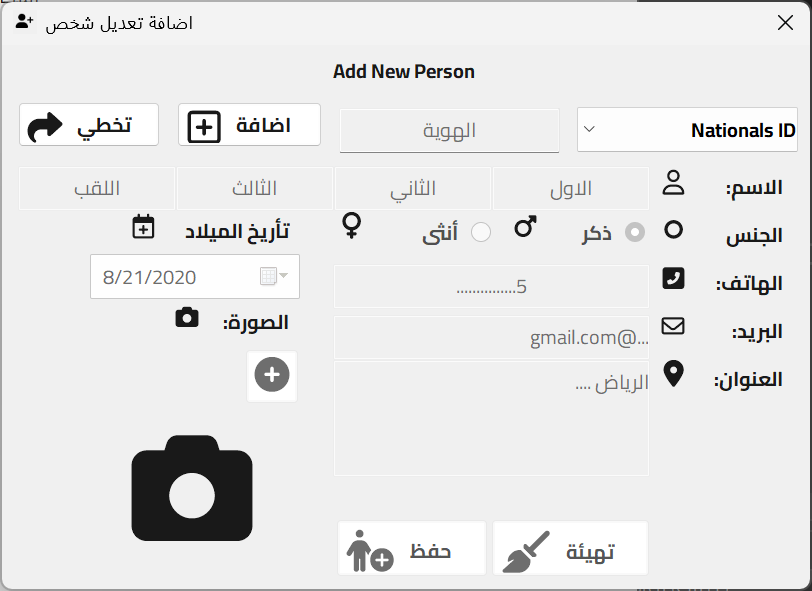 اضافة تعديل شخص
Add New Person
Nationals ID
الهوية
اضافة
تخطي
الاسم:
الاول
الثاني
الثالث
اللقب
الجنس
ذكر
أنثى
تأريخ الميلاد
الهاتف:
5..............
8/21/2020
البريد:
gmail.com@...
الصورة:
العنوان:
الرياض ....
تهيئة
حفظ